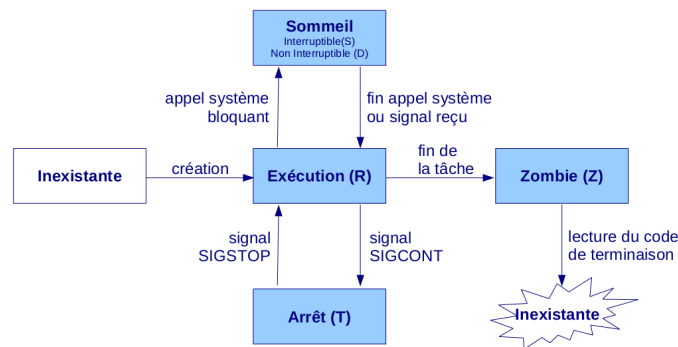 Sommeil
Interruptible(S)
Non Interruptible (D)
appel système
bloquant
fin appel système
ou signal reçu
Inexistante
création
Exécution (R)
fin de
la tâche
Zombie (Z)
signal
SIGSTOP
signal
SIGCONT
lecture du code
de terminaison
Arrêt (T)
Inexistante